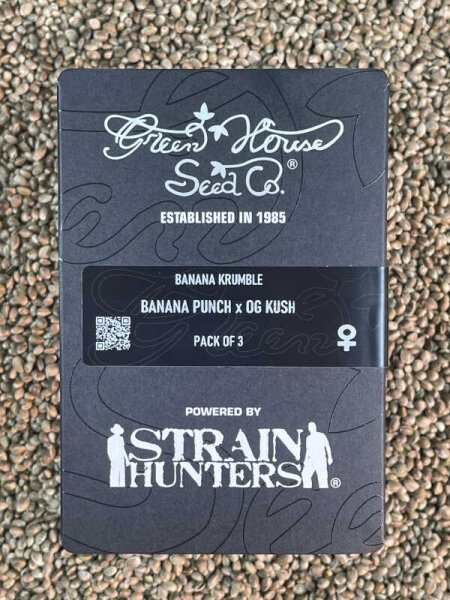 Green House
Seed Co.®
ESTABLISHED IN 1985
BANANA KRUMBLE
BANANA PUNCH x OG KUSH
PACK OF 3
POWERED BY
STRAIN
HUNTERS®